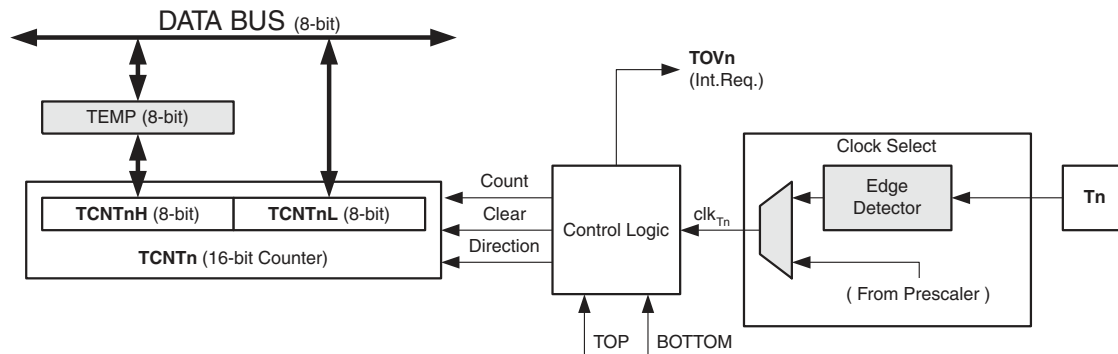 DATA BUS (8-bit)
TOVn
(Int.Req.)
TEMP (8-bit)
Clock Select
Count
Edge
Detector
Tn
TCNTnH (8-bit) TCNTnL (8-bit)
Clear
Control Logic
clkTn
TCNTn (16-bit Counter)
Direction
( From Prescaler )
TOP
BOTTOM